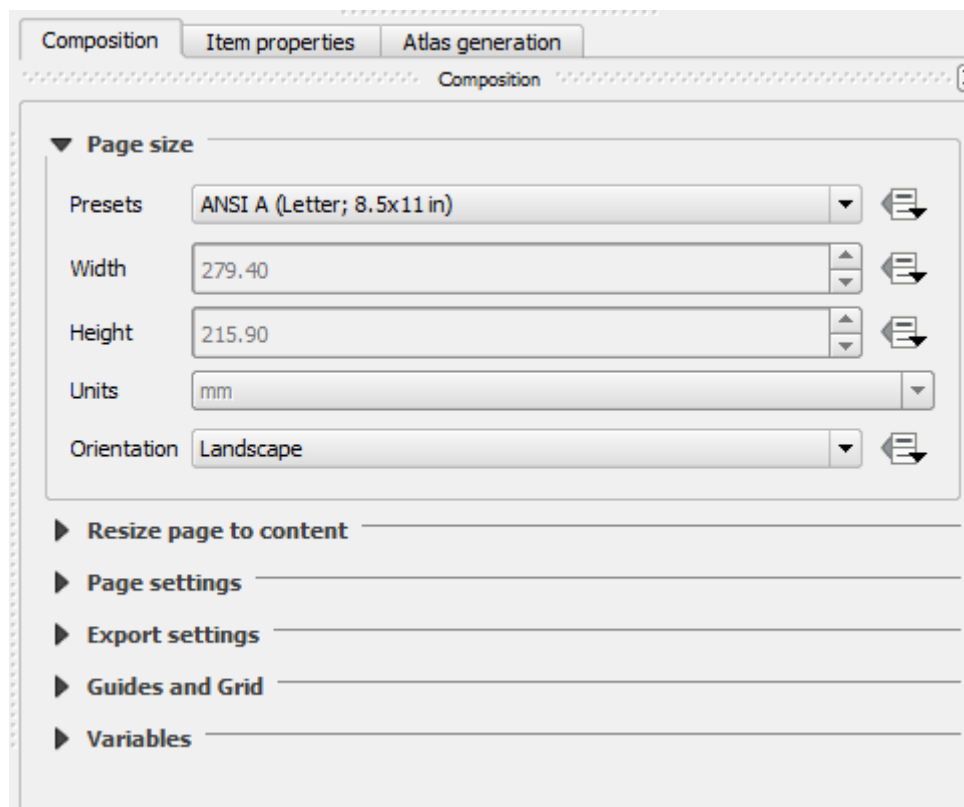 Composition Item properties Atlas generation
Composition
Page size
Presets ANSI A (Letter; 8.5x11 in)
Width 279.40
Height 215.90
Units mm
Orientation Landscape
Resize page to content
Page settings
Export settings
Guides and Grid
Variables